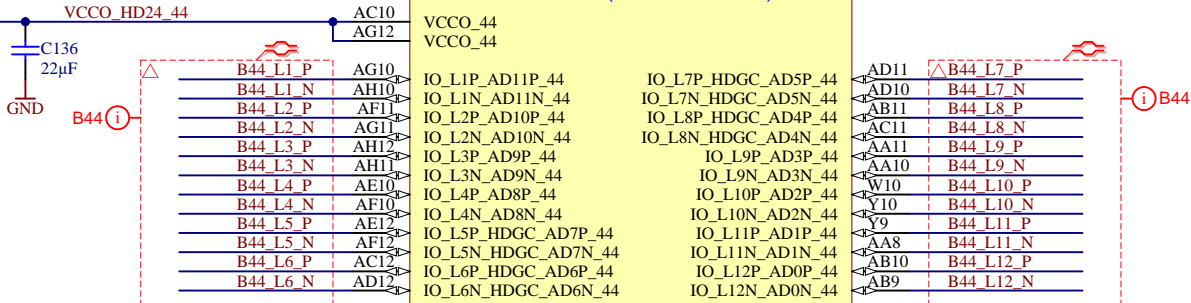 VCCO_HD24_44 AC10 VCCO_44
AG12 VCCO_44
C136
22µF
GND
B44 i
B44_L1_P AG10 IO_L1P_AD11P_44 IO_L7P_HDGC_AD5P_44 AD11 B44_L7_P
B44_L1_N AH10 IO_L1N_AD11N_44 IO_L7N_HDGC_AD5N_44 AD10 B44_L7_N
i B44
B44_L2_P AF11 IO_L2P_AD10P_44 IO_L8P_HDGC_AD4P_44 AB11 B44_L8_P
B44_L2_N AG11 IO_L2N_AD10N_44 IO_L8N_HDGC_AD4N_44 AC11 B44_L8_N
B44_L3_P AH12 IO_L3P_AD9P_44 IO_L9P_AD3P_44 AA11 B44_L9_P
B44_L3_N AH11 IO_L3N_AD9N_44 IO_L9N_AD3N_44 AA10 B44_L9_N
B44_L4_P AE10 IO_L4P_AD8P_44 IO_L10P_AD2P_44 W10 B44_L10_P
B44_L4_N AF10 IO_L4N_AD8N_44 IO_L10N_AD2N_44 Y10 B44_L10_N
B44_L5_P AE12 IO_L5P_HDGC_AD7P_44 IO_L11P_AD1P_44 Y9 B44_L11_P
B44_L5_N AF12 IO_L5N_HDGC_AD7N_44 IO_L11N_AD1N_44 AA8 B44_L11_N
B44_L6_P AC12 IO_L6P_HDGC_AD6P_44 IO_L12P_AD0P_44 AB10 B44_L12_P
B44_L6_N AD12 IO_L6N_HDGC_AD6N_44 IO_L12N_AD0N_44 AB9 B44_L12_N